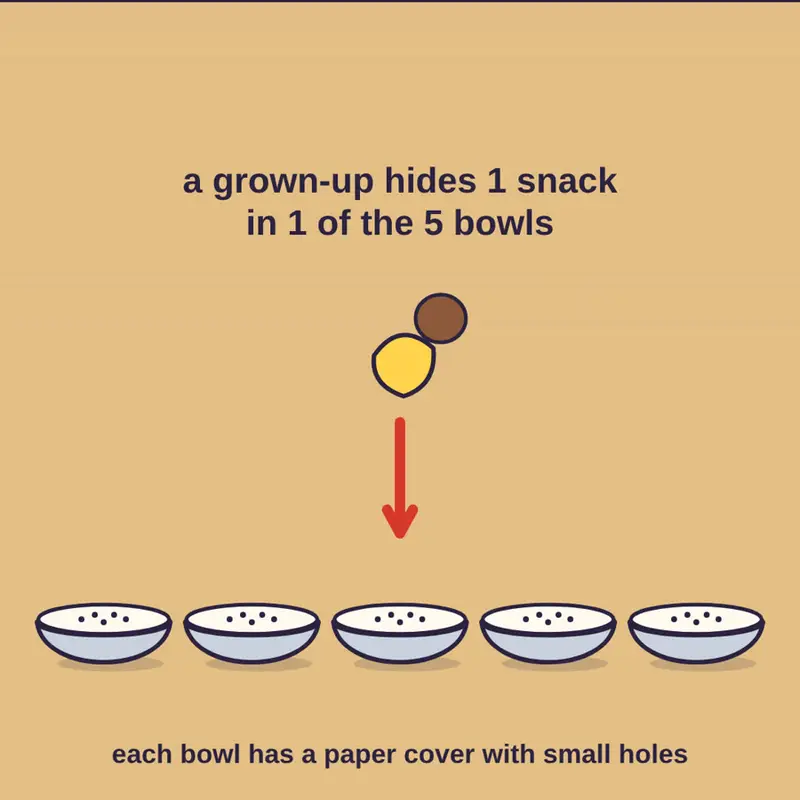 a grown-up hides 1 snack
in 1 of the 5 bowls
each bowl has a paper cover with small holes